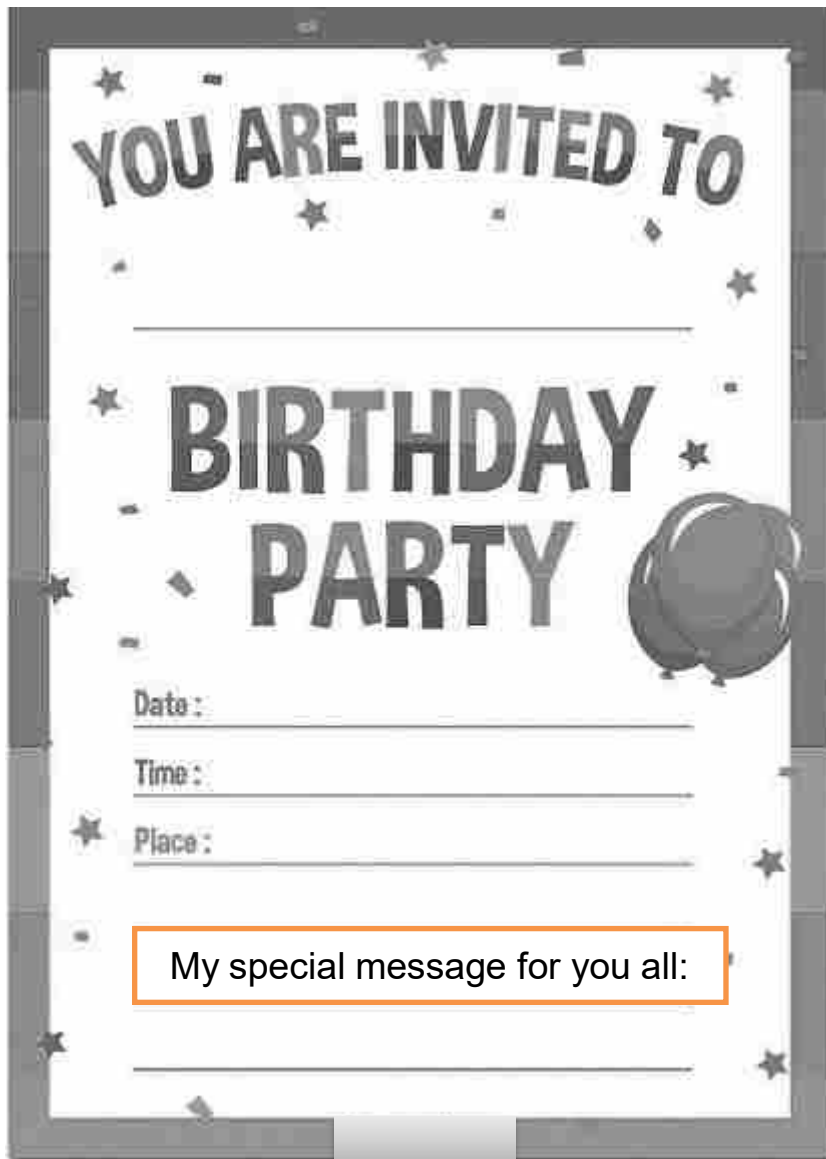 YOU ARE INVITED TO
BIRTHDAY
PARTY
Date :
Time :
Place :
My special message for you all: